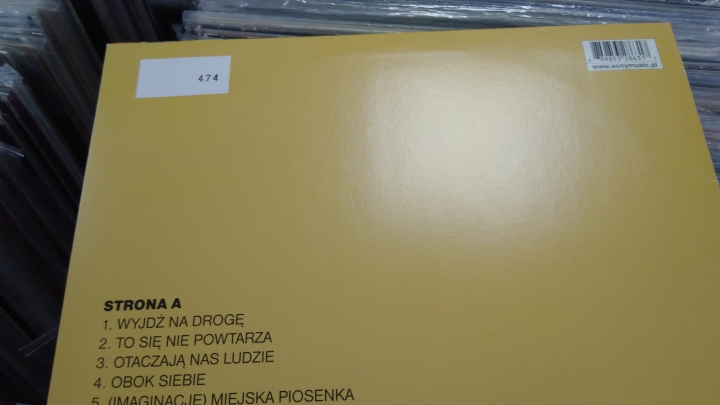 474
www.sonymusic.pl
STRONA A
1. WYJDŹ NA DROGĘ
2. TO SIĘ NIE POWTARZA
3. OTACZAJĄ NAS LUDZIE
4. OBOK SIEBIE
5. (IMAGINACJE) MIEJSKA PIOSENKA